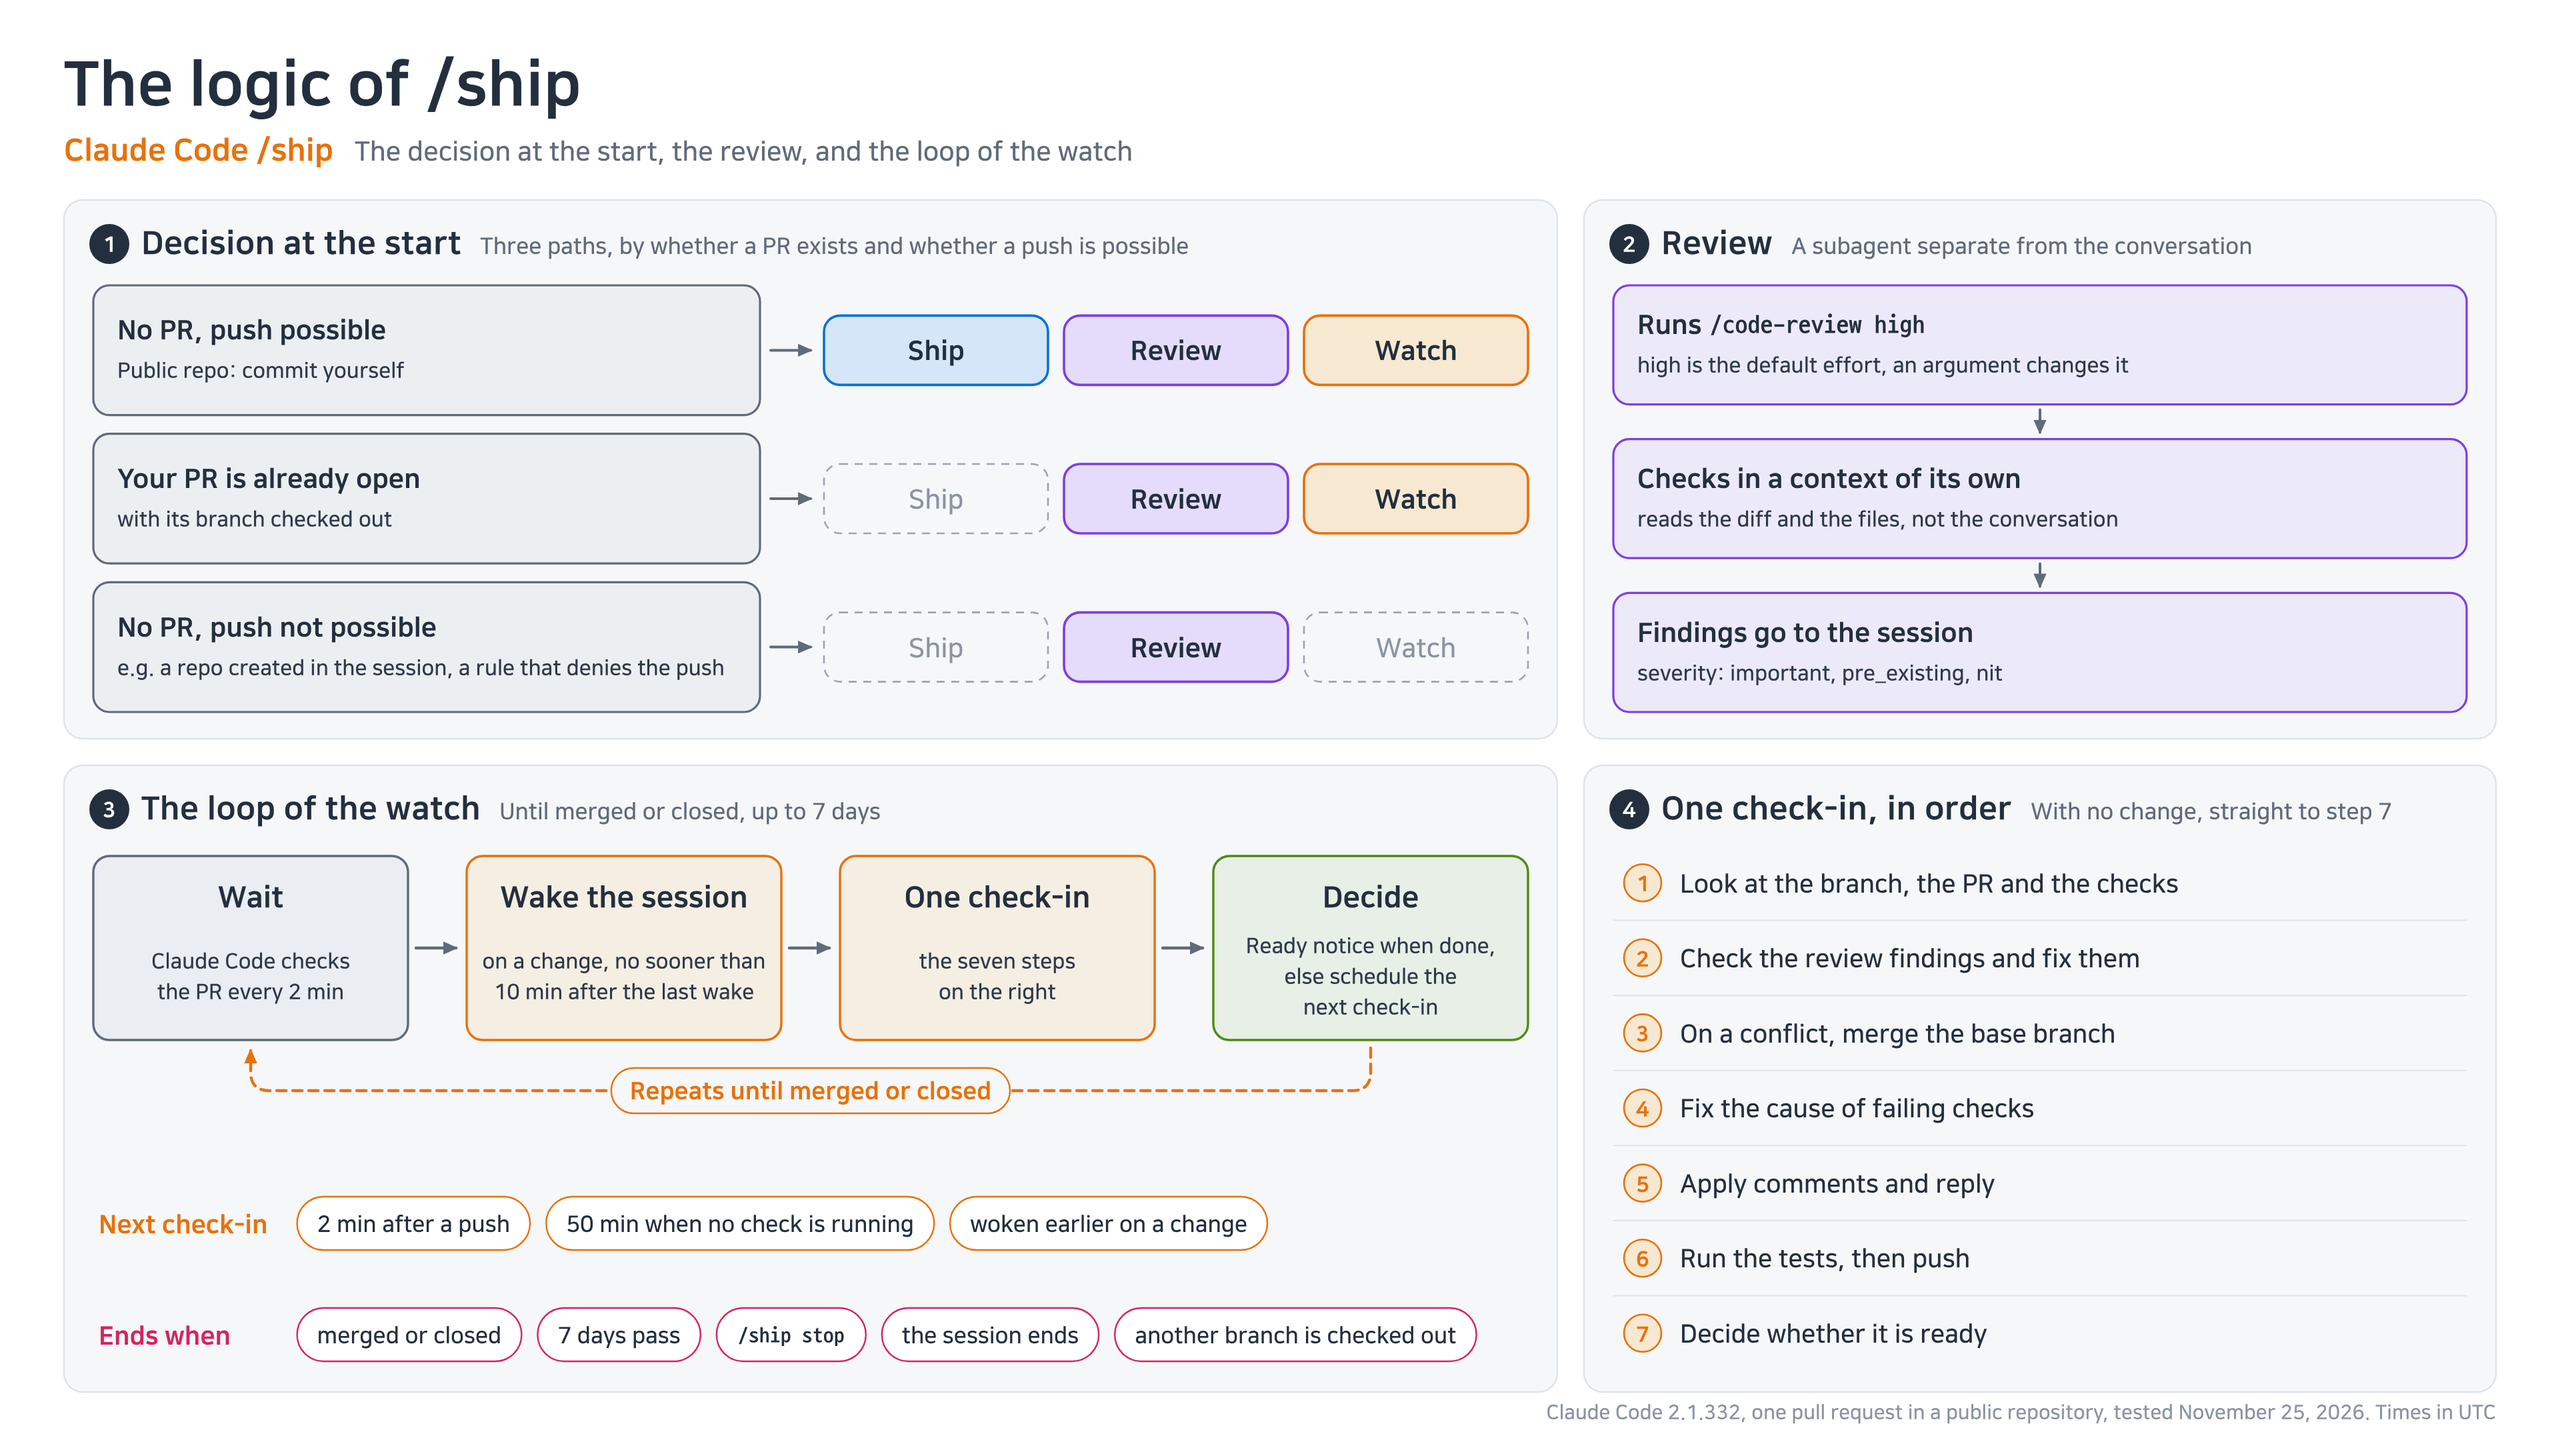 The logic of /ship
Claude Code /ship The decision at the start, the review, and the loop of the watch
1 Decision at the start Three paths, by whether a PR exists and whether a push is possible
No PR, push possible
Public repo: commit yourself
Ship Review Watch
Your PR is already open
with its branch checked out
Ship Review Watch
No PR, push not possible
e.g. a repo created in the session, a rule that denies the push
Ship Review Watch
2 Review A subagent separate from the conversation
Runs /code-review high
high is the default effort, an argument changes it
Checks in a context of its own
reads the diff and the files, not the conversation
Findings go to the session
severity: important, pre_existing, nit
3 The loop of the watch Until merged or closed, up to 7 days
Wait
Claude Code checks
the PR every 2 min
Wake the session
on a change, no sooner than
10 min after the last wake
One check-in
the seven steps
on the right
Decide
Ready notice when done,
else schedule the
next check-in
Repeats until merged or closed
Next check-in 2 min after a push 50 min when no check is running woken earlier on a change
Ends when merged or closed 7 days pass /ship stop the session ends another branch is checked out
4 One check-in, in order With no change, straight to step 7
1 Look at the branch, the PR and the checks
2 Check the review findings and fix them
3 On a conflict, merge the base branch
4 Fix the cause of failing checks
5 Apply comments and reply
6 Run the tests, then push
7 Decide whether it is ready
Claude Code 2.1.332, one pull request in a public repository, tested November 25, 2026. Times in UTC